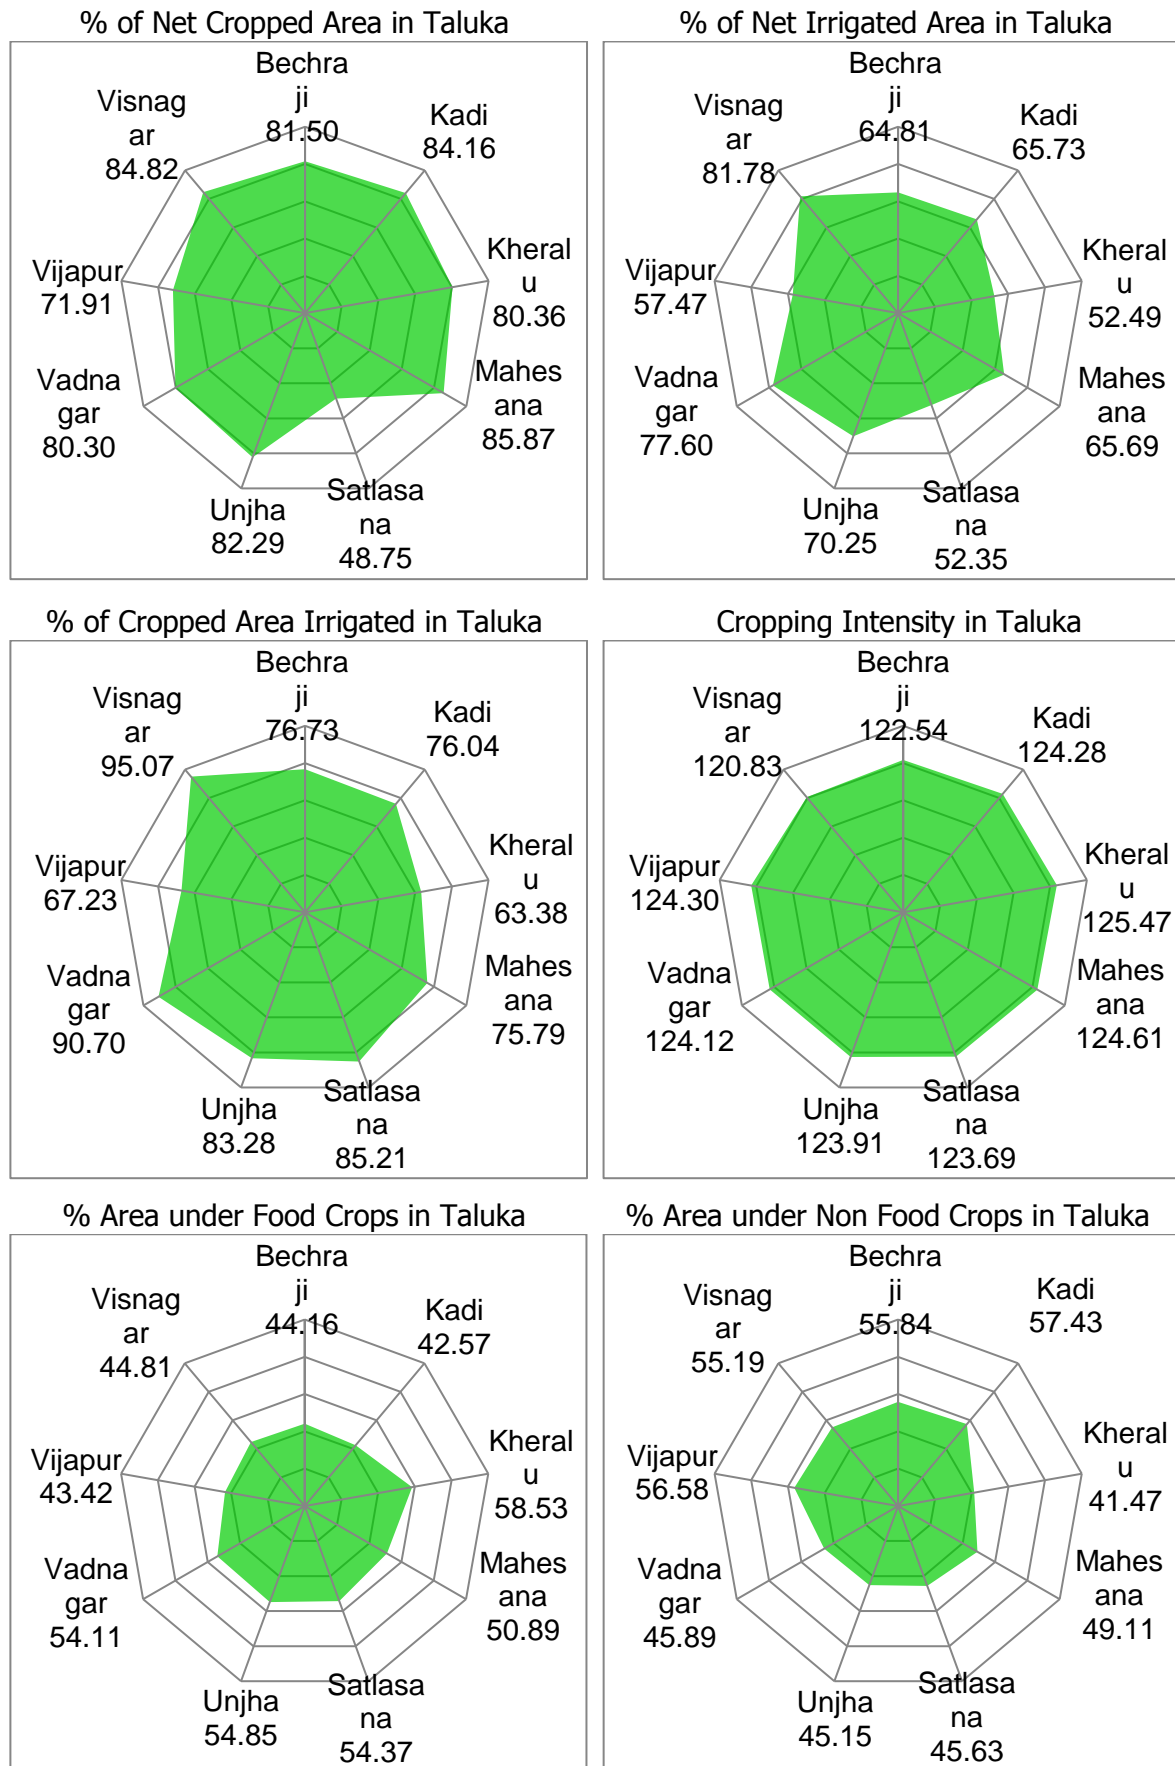 % of Net Cropped Area in Taluka
Bechra
ji
81.50
Kadi
84.16
Kheral
u
80.36
Mahes
ana
85.87
Satlasa
na
48.75
Unjha
82.29
Vadna
gar
80.30
Vijapur
71.91
Visnag
ar
84.82
% of Net Irrigated Area in Taluka
Bechra
ji
64.81
Kadi
65.73
Kheral
u
52.49
Mahes
ana
65.69
Satlasa
na
52.35
Unjha
70.25
Vadna
gar
77.60
Vijapur
57.47
Visnag
ar
81.78
% of Cropped Area Irrigated in Taluka
Bechra
ji
76.73
Kadi
76.04
Kheral
u
63.38
Mahes
ana
75.79
Satlasa
na
85.21
Unjha
83.28
Vadna
gar
90.70
Vijapur
67.23
Visnag
ar
95.07
Cropping Intensity in Taluka
Bechra
ji
122.54
Kadi
124.28
Kheral
u
125.47
Mahes
ana
124.61
Satlasa
na
123.69
Unjha
123.91
Vadna
gar
124.12
Vijapur
124.30
Visnag
ar
120.83
% Area under Food Crops in Taluka
Bechra
ji
44.16
Kadi
42.57
Kheral
u
58.53
Mahes
ana
50.89
Satlasa
na
54.37
Unjha
54.85
Vadna
gar
54.11
Vijapur
43.42
Visnag
ar
44.81
% Area under Non Food Crops in Taluka
Bechra
ji
55.84
Kadi
57.43
Kheral
u
41.47
Mahes
ana
49.11
Satlasa
na
45.63
Unjha
45.15
Vadna
gar
45.89
Vijapur
56.58
Visnag
ar
55.19